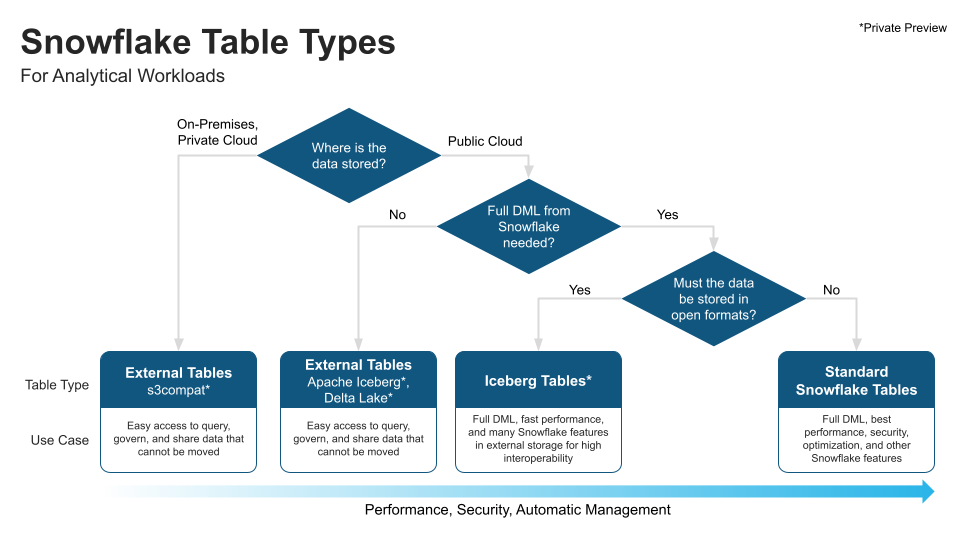 Snowflake Table Types
For Analytical Workloads
*Private Preview
On-Premises,
Private Cloud
Where is the
data stored?
Public Cloud
No
Full DML from
Snowflake
needed?
Yes
Yes
Must the data
be stored in
open formats?
No
Table Type
External Tables
s3compat*
External Tables
Apache Iceberg*,
Delta Lake*
Iceberg Tables*
Standard
Snowflake Tables
Use Case
Easy access to query,
govern, and share data that
cannot be moved
Easy access to query,
govern, and share data that
cannot be moved
Full DML, fast performance,
and many Snowflake features
in external storage for high
interoperability
Full DML, best
performance, security,
optimization, and other
Snowflake features
Performance, Security, Automatic Management